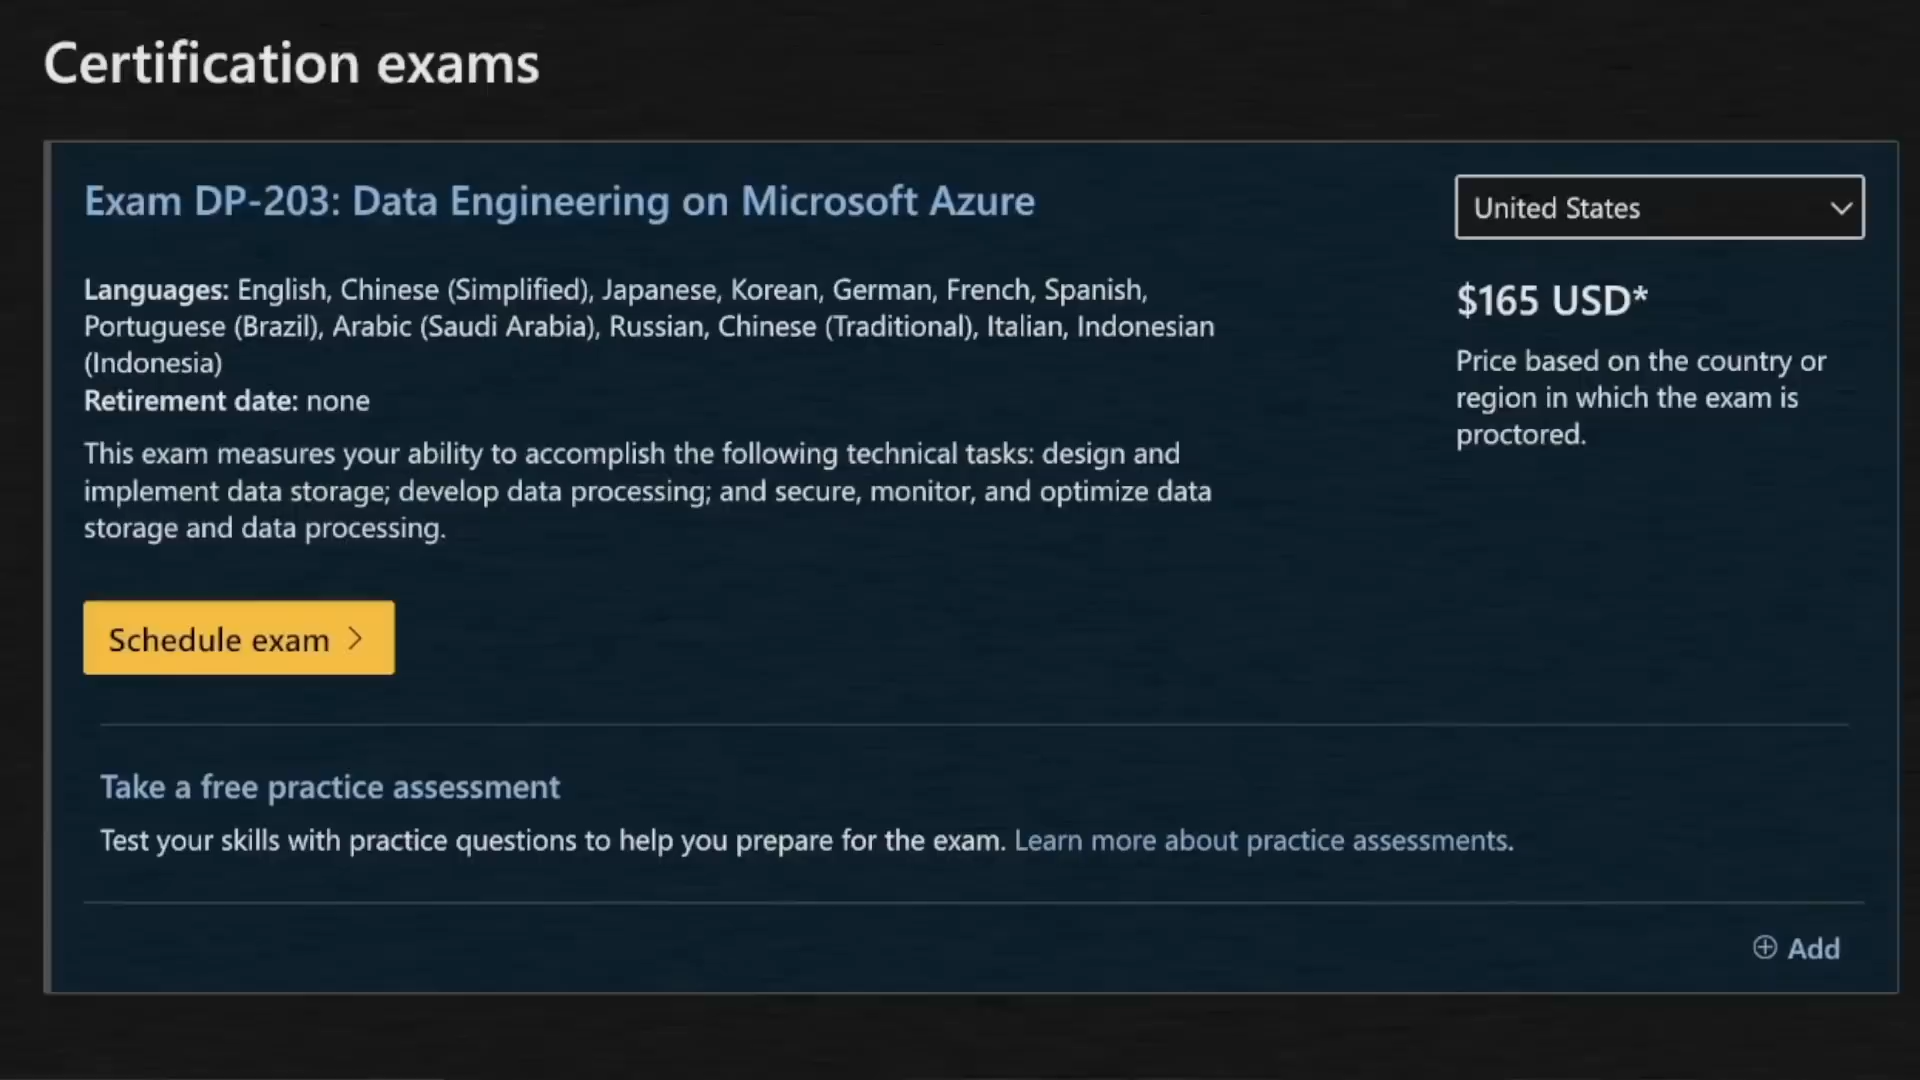 Certification exams
Exam DP-203: Data Engineering on Microsoft Azure
United States
Languages: English, Chinese (Simplified), Japanese, Korean, German, French, Spanish,
Portuguese (Brazil), Arabic (Saudi Arabia), Russian, Chinese (Traditional), Italian, Indonesian
(Indonesia)
Retirement date: none
$165 USD*
Price based on the country or
region in which the exam is
proctored.
This exam measures your ability to accomplish the following technical tasks: design and
implement data storage; develop data processing; and secure, monitor, and optimize data
storage and data processing.
Schedule exam
Take a free practice assessment
Test your skills with practice questions to help you prepare for the exam. Learn more about practice assessments.
Add